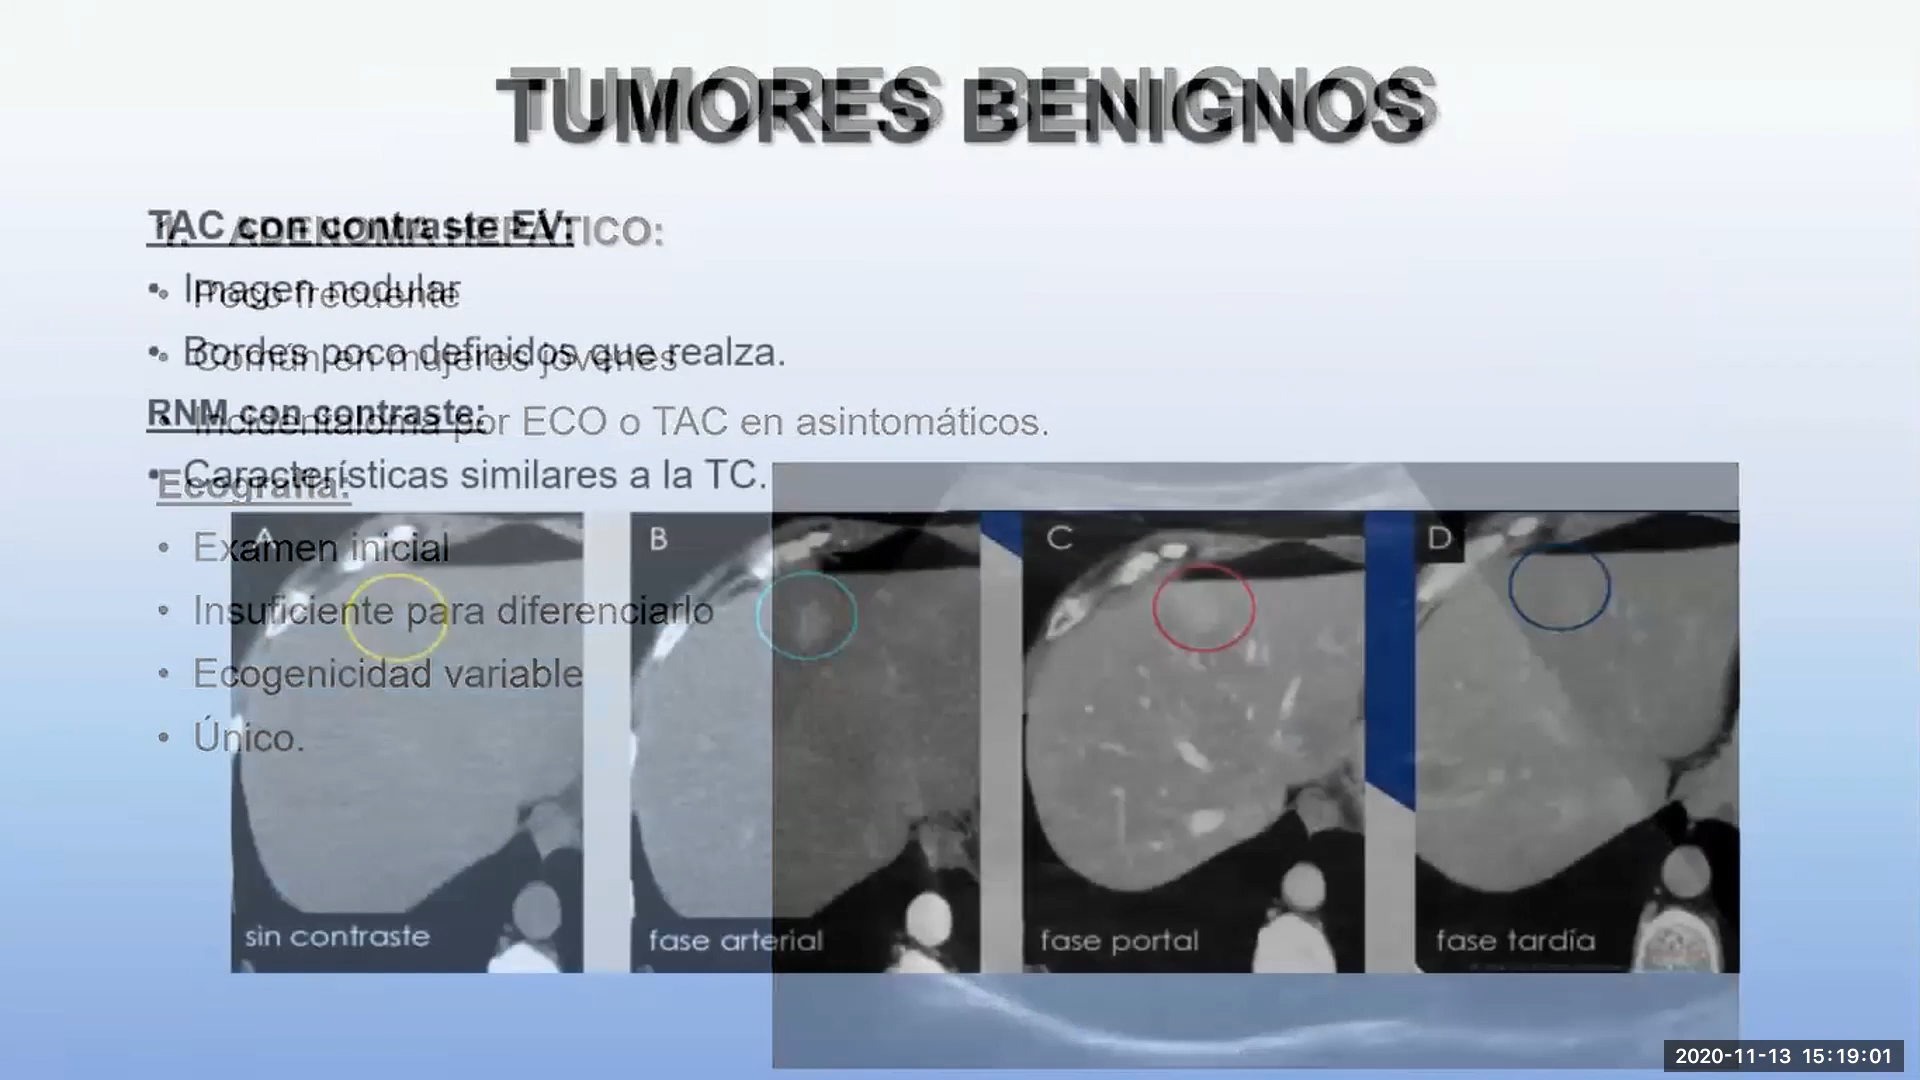 TUMORES BENIGNOS
TAC con contraste EV:
• Imagen nodular
• Bordes poco definidos que realza.
RNM con contraste:
• Características similares a la TC.
ADENOMA HEPÁTICO:
• Poco frecuente
• Común en mujeres jovenes
• Incidentaloma por ECO o TAC en asintomáticos.
Ecografía:
• Examen inicial
• Insuficiente para diferenciarlo
• Ecogenicidad variable
• Único.
A
B
C
D
sin contraste
fase arterial
fase portal
fase tardía
2020-11-13 15:19:01